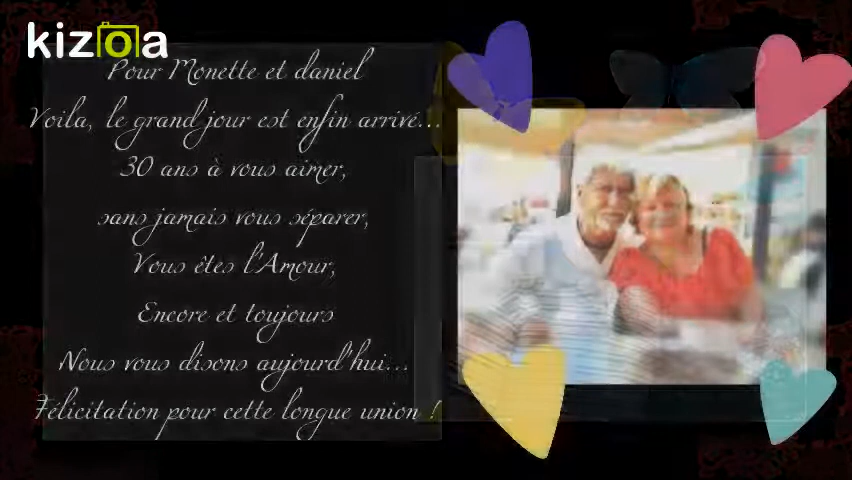 kizoa
Pour Monette et daniel
Voila, le grand jour est enfin arrivé...
30 ans à vous aimer,
sans jamais vous séparer,
Vous êtes l'Amour,
Encore et toujours
Nous vous disons aujourd'hui...
Félicitation pour cette longue union !